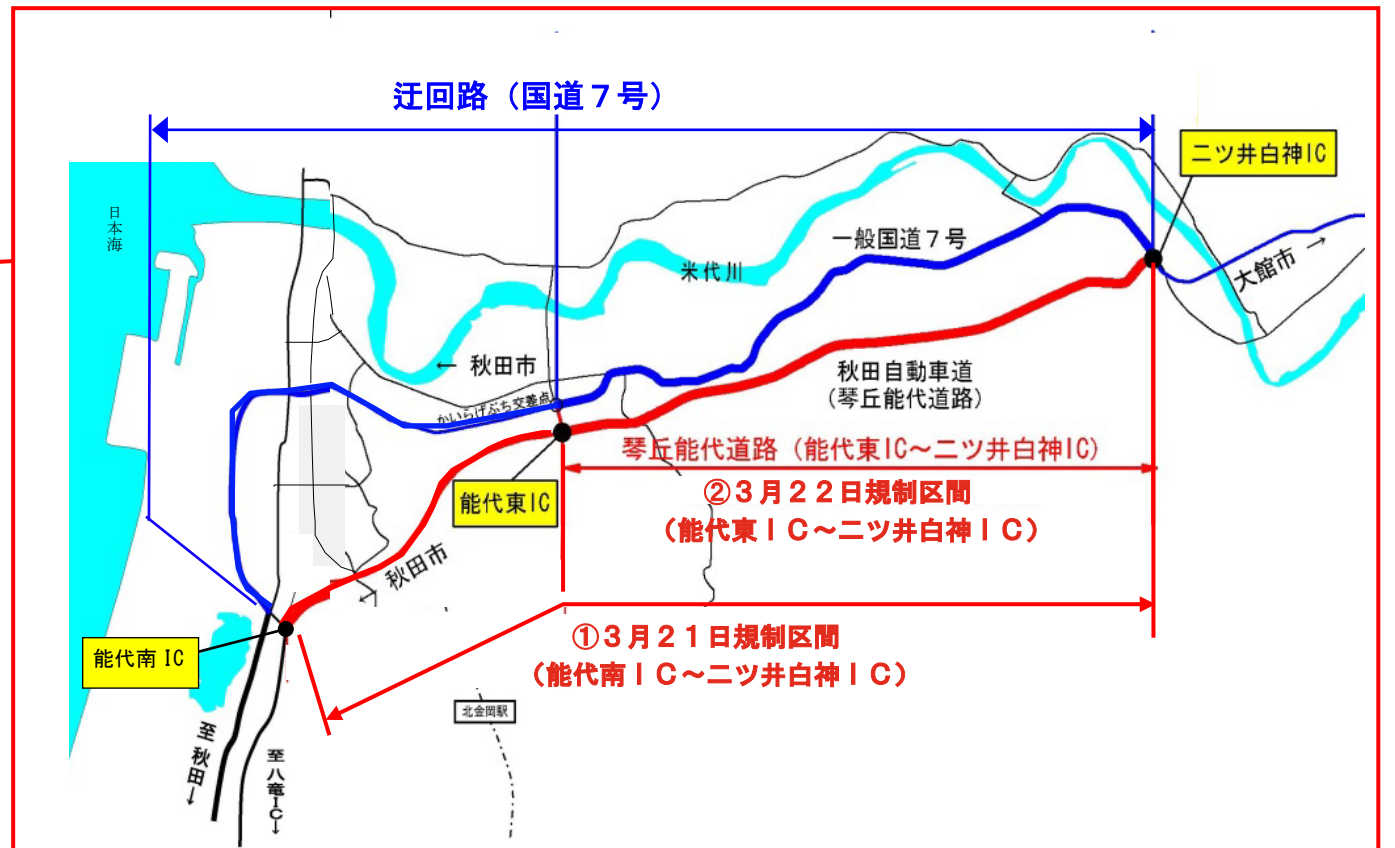 迂回路（国道７号）
二ツ井白神IC
日本海
一般国道７号
米代川
大館市 →
← 秋田市
秋田自動車道
(琴丘能代道路)
かいらげぶち交差点
琴丘能代道路（能代東IC～二ツ井白神IC）
能代東IC
②３月２２日規制区間
（能代東ＩＣ～二ツ井白神ＩＣ）
← 秋田市
①３月２１日規制区間
（能代南ＩＣ～二ツ井白神ＩＣ）
能代南 IC
北金岡駅
至秋田↓
至八竜IC↓